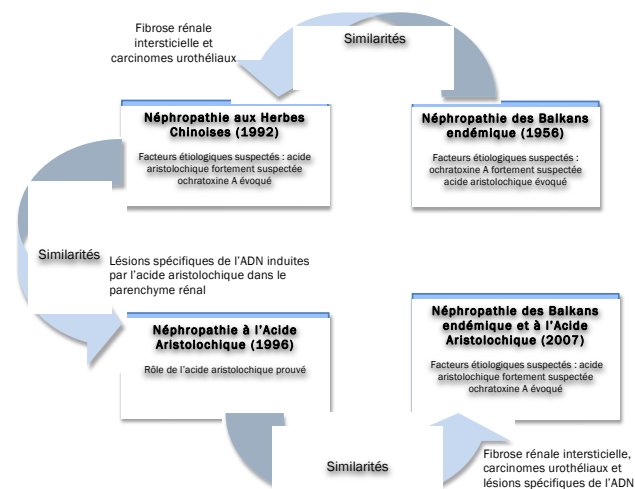 Fibrose rénale
intersticielle et
carcinomes urothéliaux
Similarités
Néphropathie aux Herbes
Chinoises (1992)
Facteurs étiologiques suspectés : acide
aristolochique fortement suspectée
ochratoxine A évoqué
Néphropathie des Balkans
endémique (1956)
Facteurs étiologiques suspectés :
ochratoxine A fortement suspectée
acide aristolochique évoqué
Similarités
Lésions spécifiques de l'ADN induites
par l'acide aristolochique dans le
parenchyme rénal
Néphropathie à l'Acide
Aristolochique (1996)
Rôle de l'acide aristolochique prouvé
Néphropathie des Balkans
endémique et à l'Acide
Aristolochique (2007)
Facteurs étiologiques suspectés : acide
aristolochique fortement suspectée
ochratoxine A évoqué
Similarités
Fibrose rénale intersticielle,
carcinomes urothéliaux et
lésions spécifiques de l'ADN